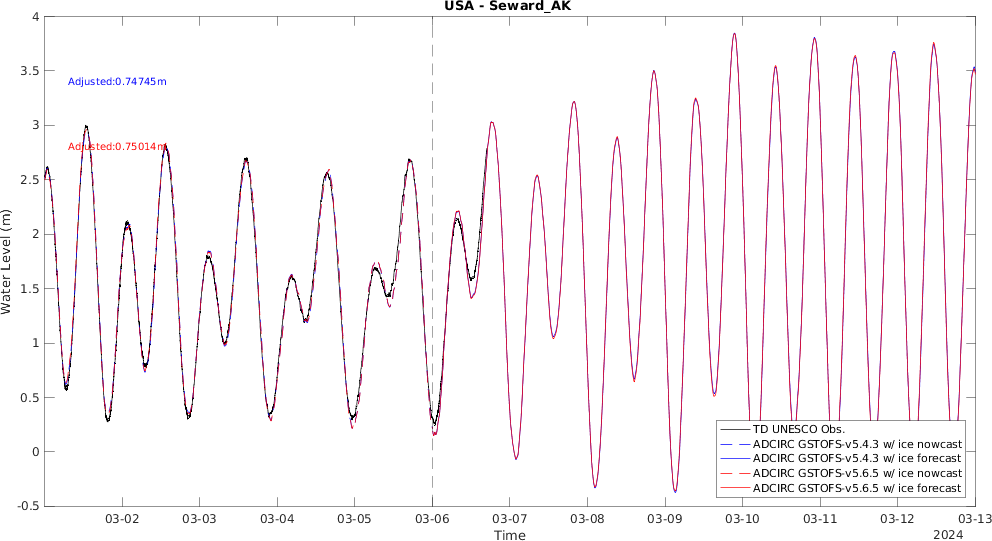 USA - Seward_AK
4
3.5
3
2.5
2
1.5
1
0.5
0
-0.5
Water Level (m)
Adjusted:0.74745m
Adjusted:0.75014m
TD UNESCO Obs.
ADCIRC GSTOFS-v5.4.3 w/ ice nowcast
ADCIRC GSTOFS-v5.4.3 w/ ice forecast
ADCIRC GSTOFS-v5.6.5 w/ ice nowcast
ADCIRC GSTOFS-v5.6.5 w/ ice forecast
03-02 03-03 03-04 03-05 03-06 03-07 03-08 03-09 03-10 03-11 03-12 03-13
Time
2024